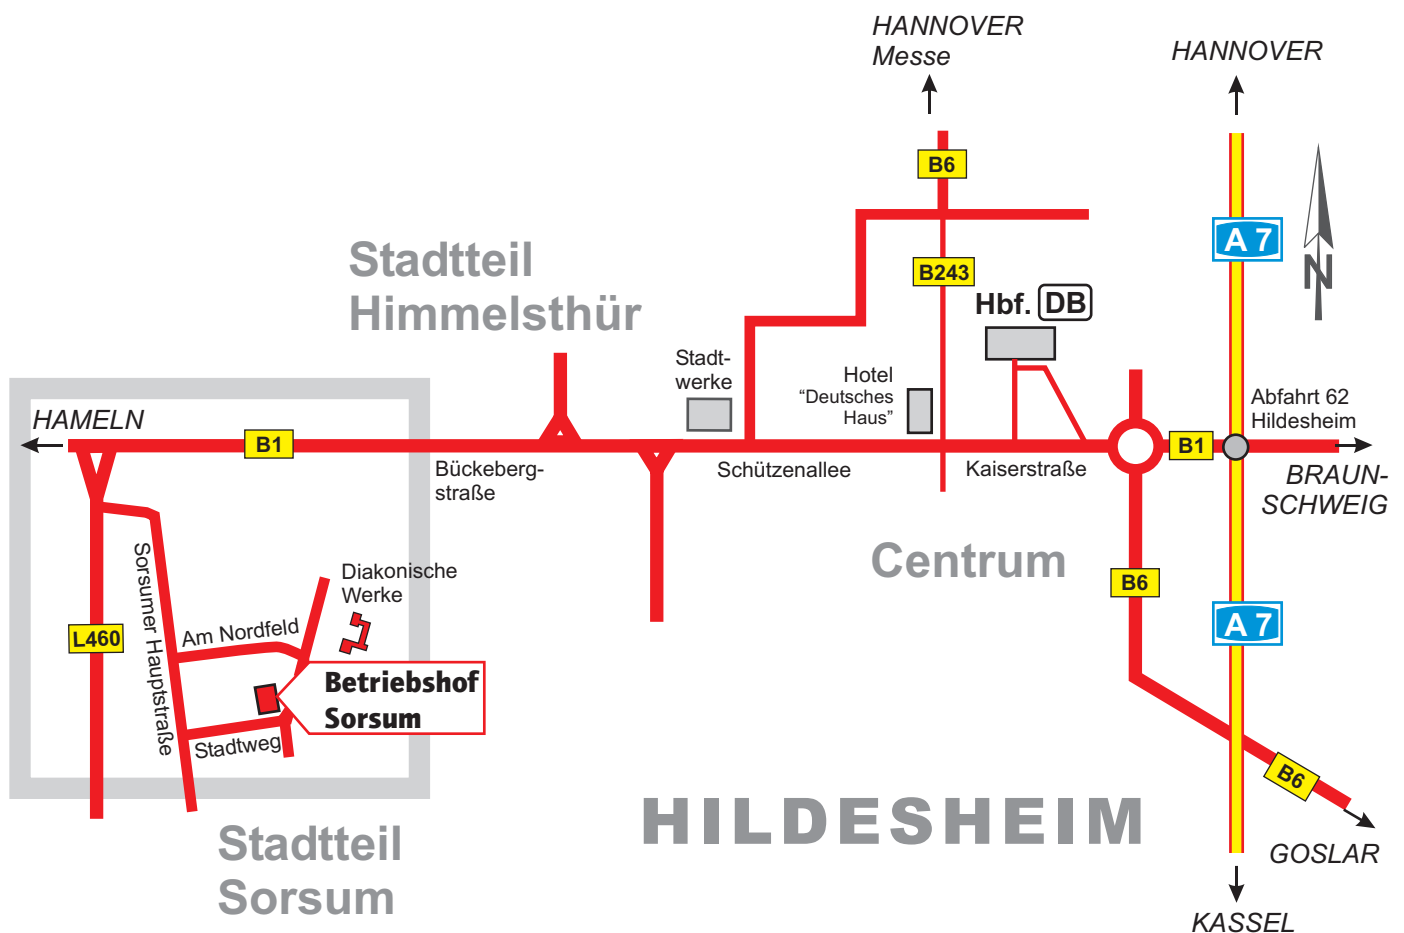 HANNOVER
Messe
HANNOVER
B6
A 7
N
Stadtteil
Himmelsthür
B243
Hbf. DB
Stadt-
werke
Hotel
“Deutsches
Haus”
Abfahrt 62
Hildesheim
HAMELN
B1
B1
Bückeberg-
straße
Schützenallee
Kaiserstraße
BRAUN-
SCHWEIG
Centrum
Sorsumer Hauptstraße
Diakonische
Werke
B6
L460
Am Nordfeld
A 7
Betriebshof
Sorsum
Stadtweg
B6
HILDESHEIM
Stadtteil
Sorsum
GOSLAR
KASSEL